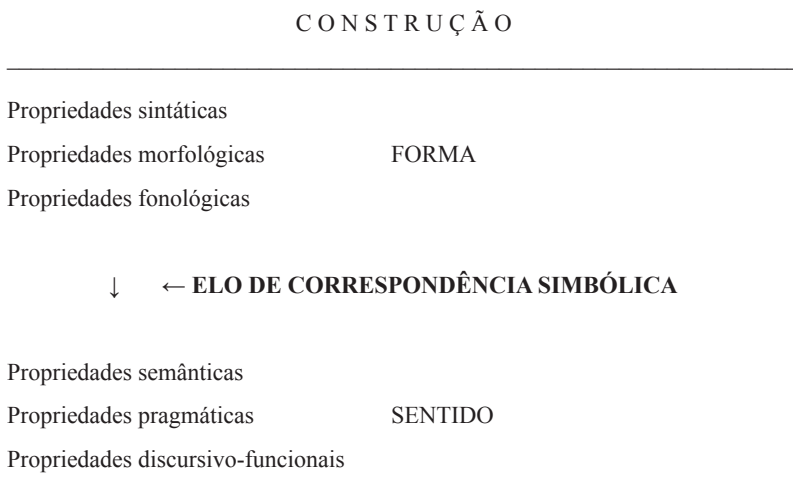 C O N S T R U Ç Ã O
Propriedades sintáticas
Propriedades morfológicas FORMA
Propriedades fonológicas
↓ ← ELO DE CORRESPONDÊNCIA SIMBÓLICA
Propriedades semânticas
Propriedades pragmáticas SENTIDO
Propriedades discursivo-funcionais